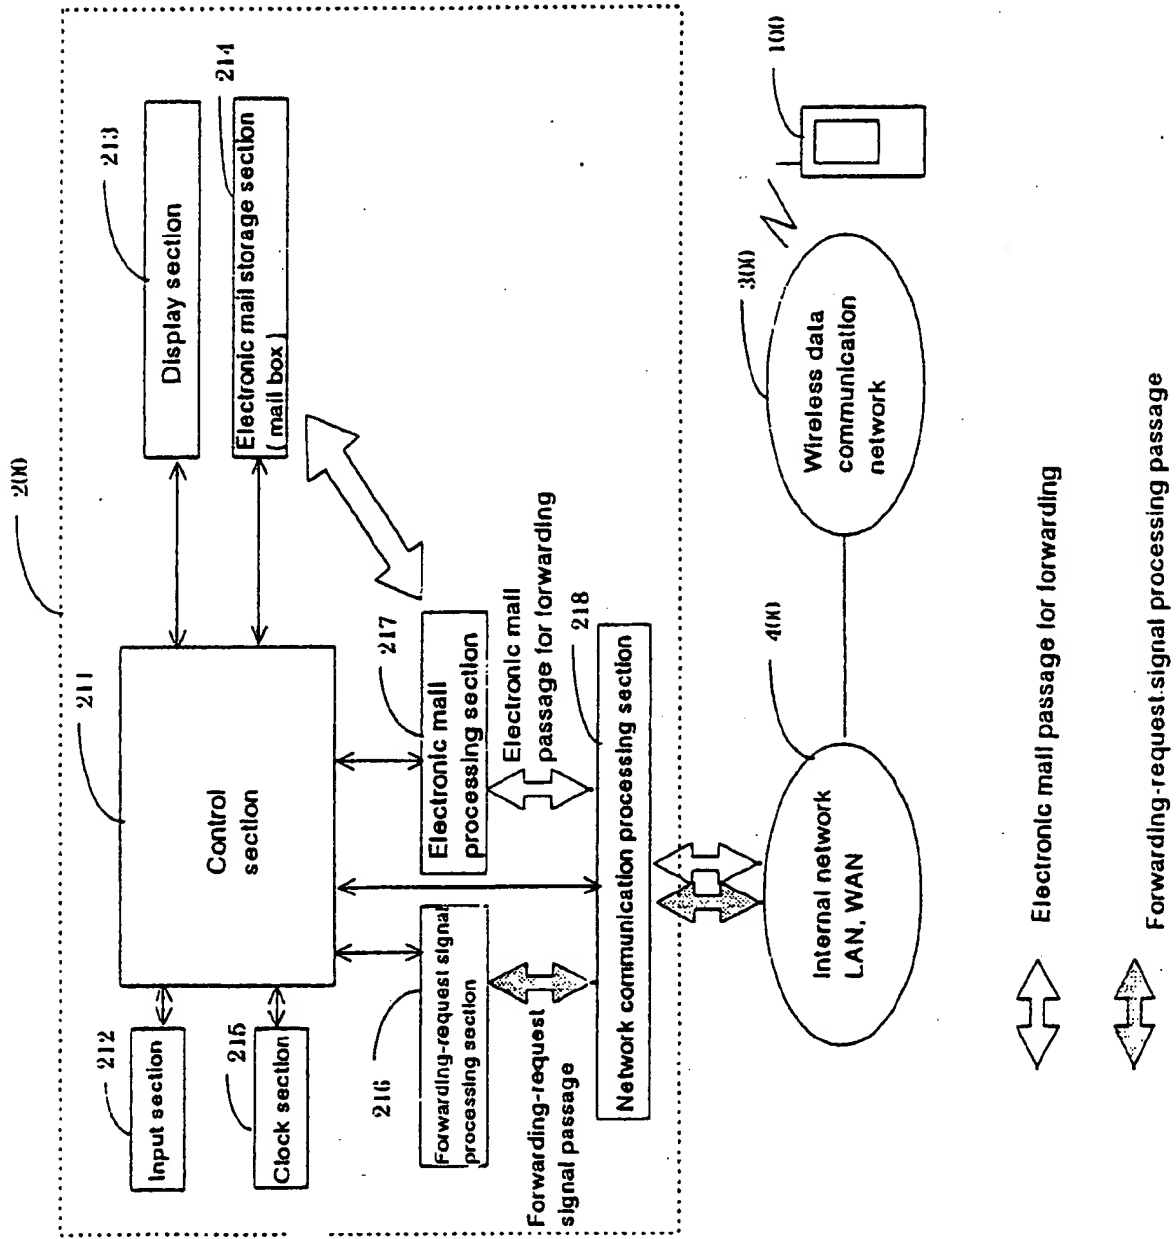 200
211
Control
section
212
Input section
215
Clock section
213
Display section
214
Electronic mail storage section
( mail box )
216
Forwarding-request signal
processing section
217
Electronic mail
processing section
Forwarding-request
signal passage
Electronic mail
passage for forwarding
218
Network communication processing section
400
Internal network
LAN, WAN
300
Wireless data
communication
network
100
Electronic mail passage for forwarding
Forwarding-request signal processing passage